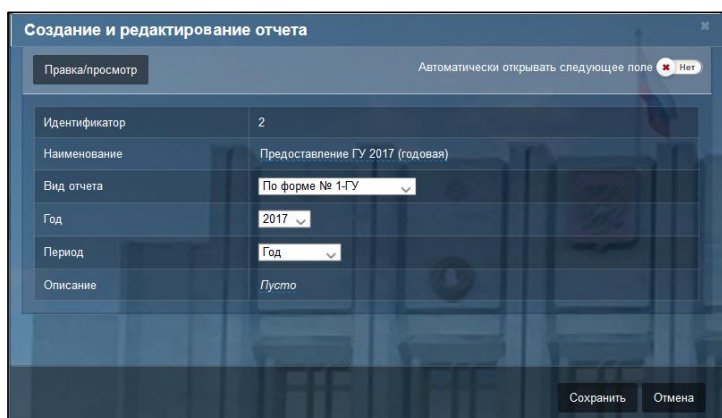 Создание и редактирование отчета
Правка/просмотр
Автоматически открывать следующее поле Нет
Идентификатор 2
Наименование Предоставление ГУ 2017 (годовая)
Вид отчета По форме № 1-ГУ
Год 2017
Период Год
Описание Пусто
Сохранить Отмена